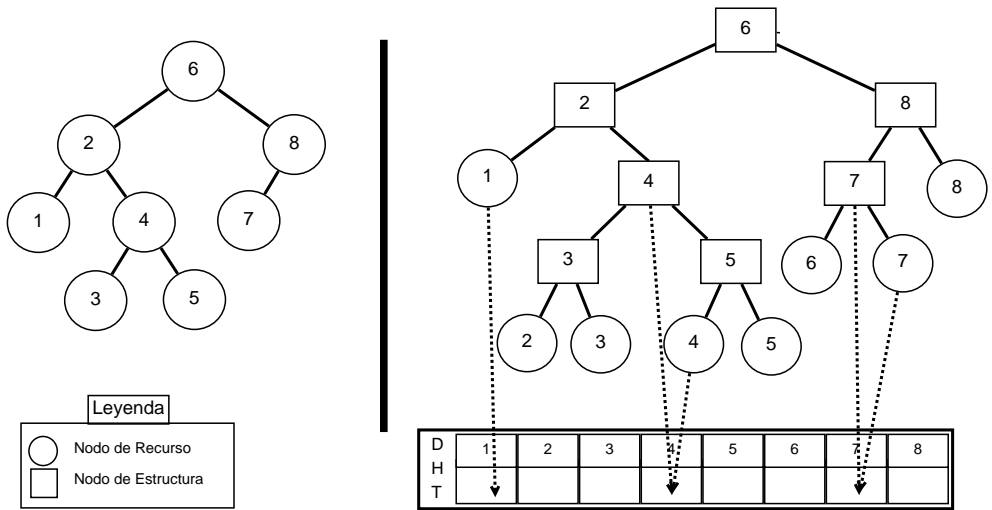 6
2 8
1 4 7
3 5
Leyenda
Nodo de Recurso
Nodo de Estructura
6
2 8
1 4 7 8
3 5 6 7
2 3 4 5
D H T
1 2 3 4 5 6 7 8